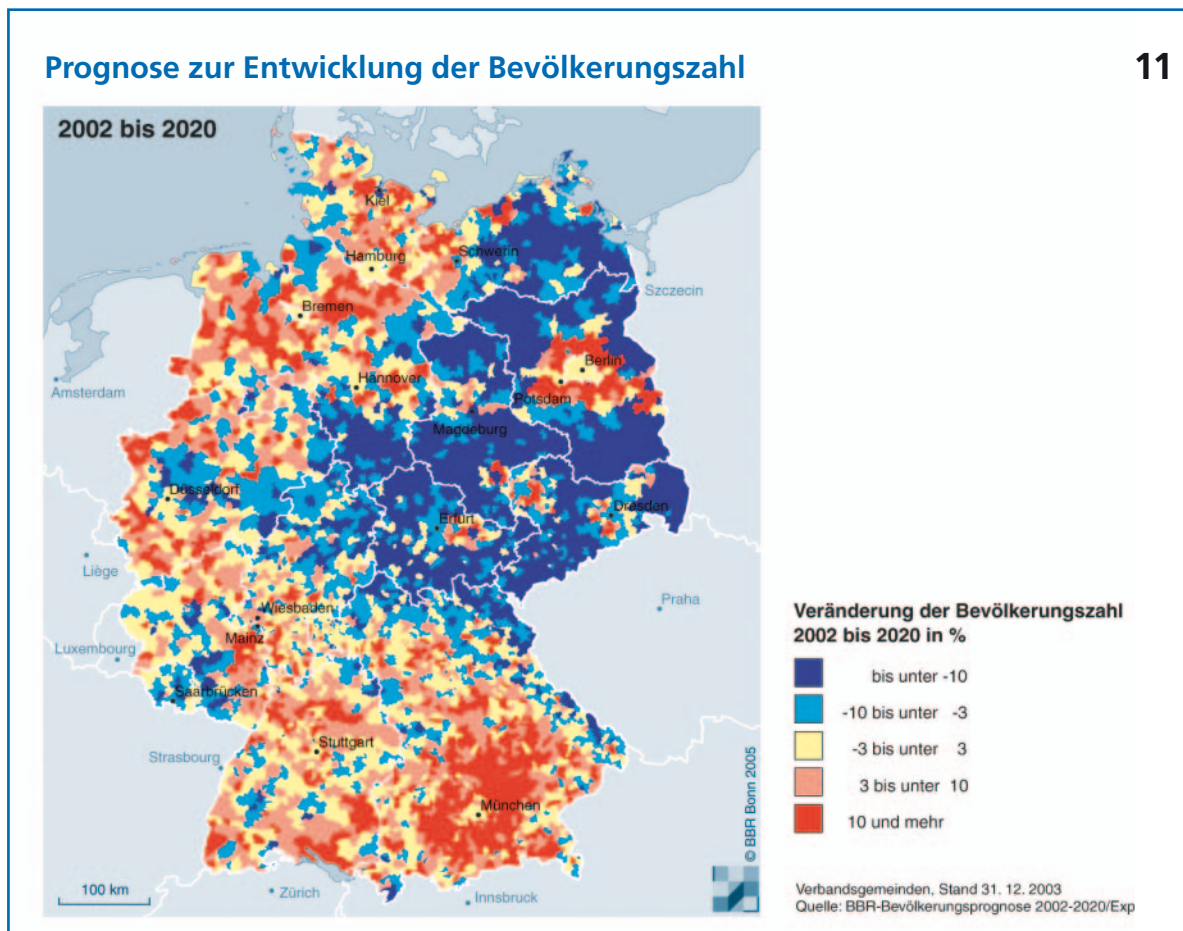 Prognose zur Entwicklung der Bevölkerungszahl
11
2002 bis 2020
Kiel
Hamburg
Schwerin
Szczecin
Bremen
Berlin
Amsterdam
Hannover
Potsdam
Magdeburg
Düsseldorf
Dresden
Erfurt
Liège
Praha
Wiesbaden
Mainz
Luxembourg
Saarbrücken
Stuttgart
Strasbourg
München
Zürich
Innsbruck
100 km
© BBR Bonn 2005
Veränderung der Bevölkerungszahl
2002 bis 2020 in %
bis unter -10
-10 bis unter -3
-3 bis unter 3
3 bis unter 10
10 und mehr
Verbandsgemeinden, Stand 31. 12. 2003
Quelle: BBR-Bevölkerungsprognose 2002-2020/Exp